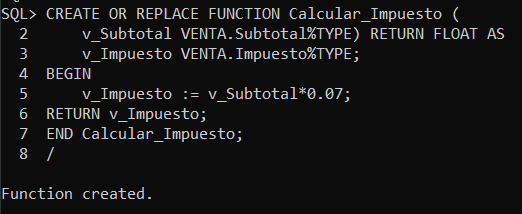 SQL> CREATE OR REPLACE FUNCTION Calcular_Impuesto (
  2      v_Subtotal VENTA.Subtotal%TYPE) RETURN FLOAT AS
  3      v_Impuesto VENTA.Impuesto%TYPE;
  4  BEGIN
  5      v_Impuesto := v_Subtotal*0.07;
  6  RETURN v_Impuesto;
  7  END Calcular_Impuesto;
  8  /

Function created.